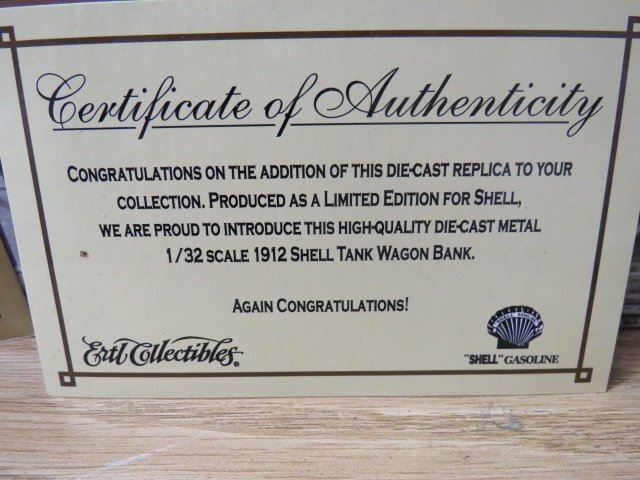 Certificate of Authenticity
CONGRATULATIONS ON THE ADDITION OF THIS DIE-CAST REPLICA TO YOUR
COLLECTION. PRODUCED AS A LIMITED EDITION FOR SHELL,
WE ARE PROUD TO INTRODUCE THIS HIGH-QUALITY DIE-CAST METAL
1/32 SCALE 1912 SHELL TANK WAGON BANK.
AGAIN CONGRATULATIONS!
Ertl Collectibles®
SHELL GASOLINE
"SHELL" GASOLINE